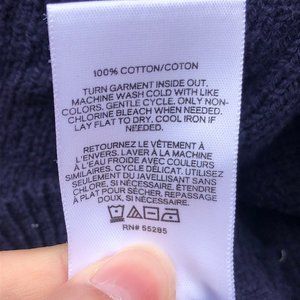 100% COTTON/COTON
TURN GARMENT INSIDE OUT.
MACHINE WASH COLD WITH LIKE
COLORS. GENTLE CYCLE. ONLY NON-
CHLORINE BLEACH WHEN NEEDED.
LAY FLAT TO DRY. COOL IRON IF
NEEDED.
RETOURNEZ LE VÊTEMENT À
L'ENVERS. LAVER À LA MACHINE
À L'EAU FROIDE AVEC COULEURS
SIMILAIRES. CYCLE DÉLICAT. UTILISEZ
SEULEMENT DU JAVELLISANT SANS
CHLORE, SI NÉCESSAIRE. ÉTENDRE
À PLAT POUR SÉCHER. REPASSAGE
DOUX, SI NÉCESSAIRE.
RN# 55285